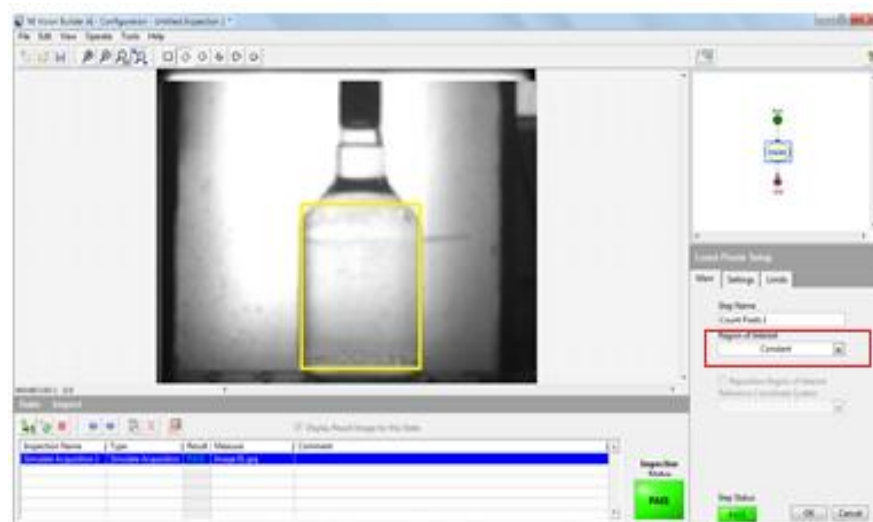 NI Vision Builder AI - Configuration - Untitled Inspection 1 *
File Edit View Operate Tools Help
Count Pixels Setup
Main Settings Limits
Step Name
Count Pixels 1
Region of Interest
Constant
Reposition Region of Interest
Reference Coordinate System
State: Inspect
Display Result Image for this State
Inspection Name Type Result Measure Comment
Simulate Acquisition 1 Simulate Acquisition PASS
Inspection
Status
PASS
Step Status
PASS
OK Cancel